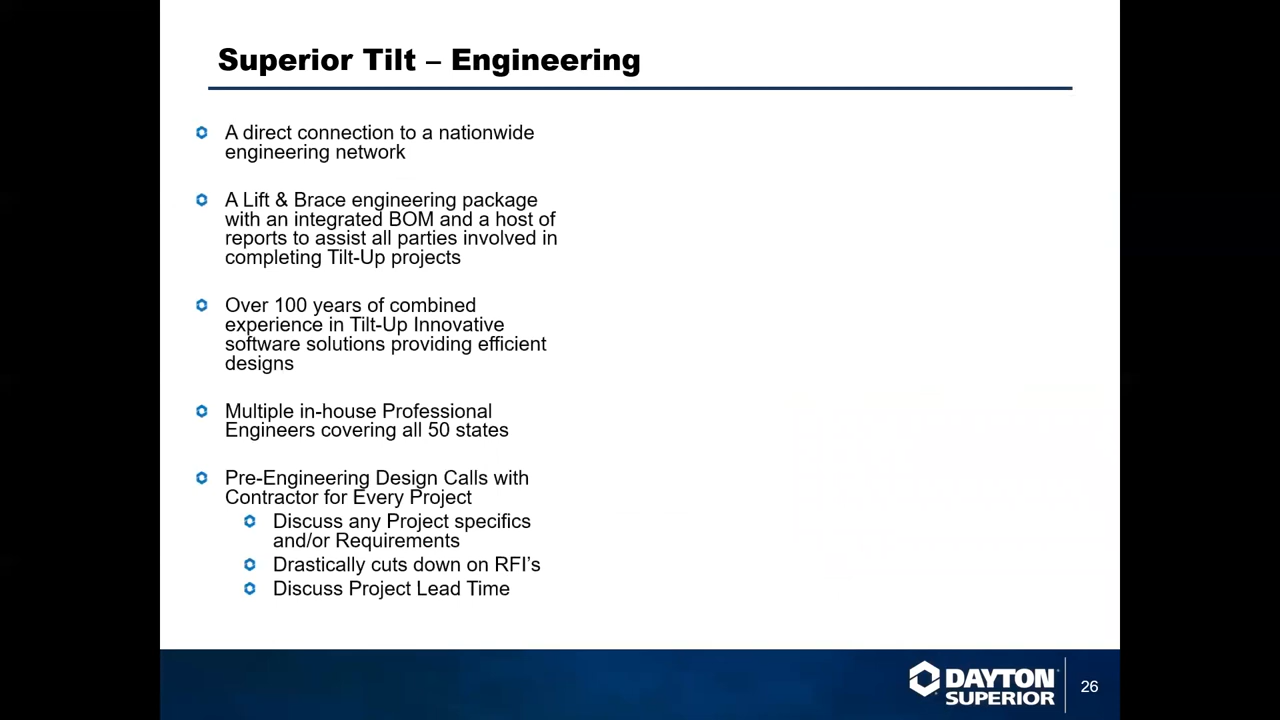 Superior Tilt – Engineering
A direct connection to a nationwide
engineering network
A Lift & Brace engineering package
with an integrated BOM and a host of
reports to assist all parties involved in
completing Tilt-Up projects
Over 100 years of combined
experience in Tilt-Up Innovative
software solutions providing efficient
designs
Multiple in-house Professional
Engineers covering all 50 states
Pre-Engineering Design Calls with
Contractor for Every Project
Discuss any Project specifics
and/or Requirements
Drastically cuts down on RFI’s
Discuss Project Lead Time
DAYTON
SUPERIOR
26